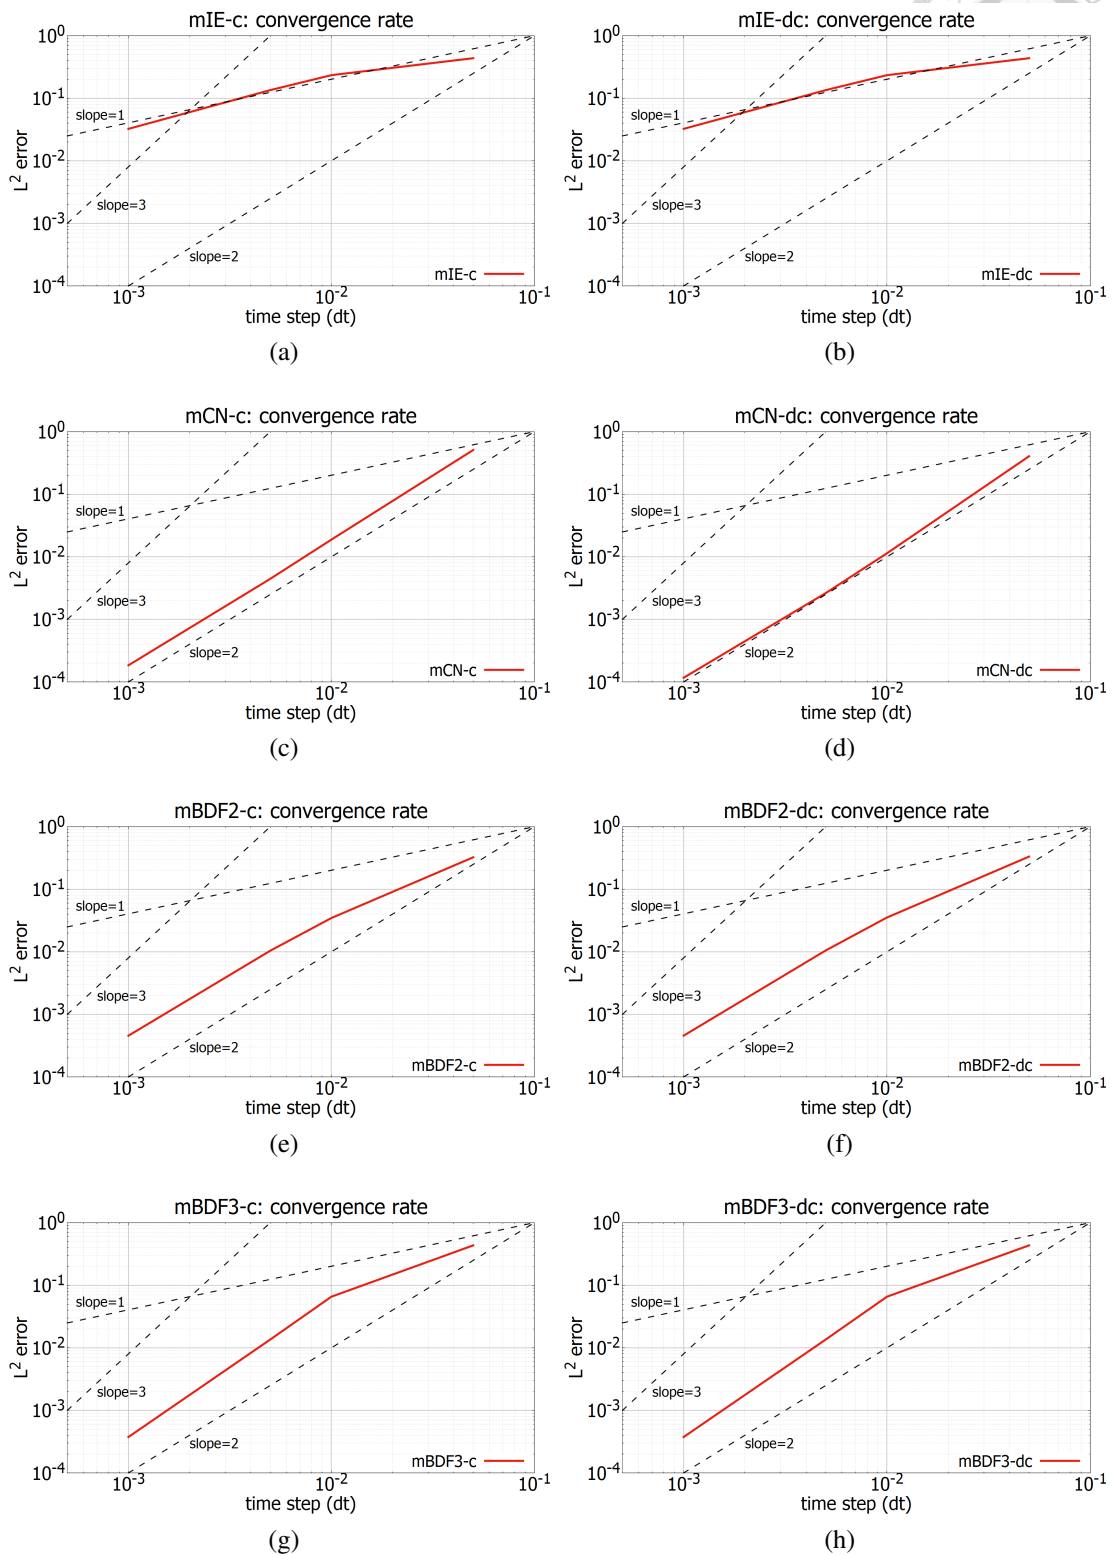 mIE-c: convergence rate
10^0
10^-1
10^-2
10^-3
10^-4
L^2 error
slope=1
slope=3
slope=2
mIE-c
10^-3
10^-2
10^-1
time step (dt)
(a)
mIE-dc: convergence rate
10^0
10^-1
10^-2
10^-3
10^-4
L^2 error
slope=1
slope=3
slope=2
mIE-dc
10^-3
10^-2
10^-1
time step (dt)
(b)
mCN-c: convergence rate
10^0
10^-1
10^-2
10^-3
10^-4
L^2 error
slope=1
slope=3
slope=2
mCN-c
10^-3
10^-2
10^-1
time step (dt)
(c)
mCN-dc: convergence rate
10^0
10^-1
10^-2
10^-3
10^-4
L^2 error
slope=1
slope=3
slope=2
mCN-dc
10^-3
10^-2
10^-1
time step (dt)
(d)
mBDF2-c: convergence rate
10^0
10^-1
10^-2
10^-3
10^-4
L^2 error
slope=1
slope=3
slope=2
mBDF2-c
10^-3
10^-2
10^-1
time step (dt)
(e)
mBDF2-dc: convergence rate
10^0
10^-1
10^-2
10^-3
10^-4
L^2 error
slope=1
slope=3
slope=2
mBDF2-dc
10^-3
10^-2
10^-1
time step (dt)
(f)
mBDF3-c: convergence rate
10^0
10^-1
10^-2
10^-3
10^-4
L^2 error
slope=1
slope=3
slope=2
mBDF3-c
10^-3
10^-2
10^-1
time step (dt)
(g)
mBDF3-dc: convergence rate
10^0
10^-1
10^-2
10^-3
10^-4
L^2 error
slope=1
slope=3
slope=2
mBDF3-dc
10^-3
10^-2
10^-1
time step (dt)
(h)